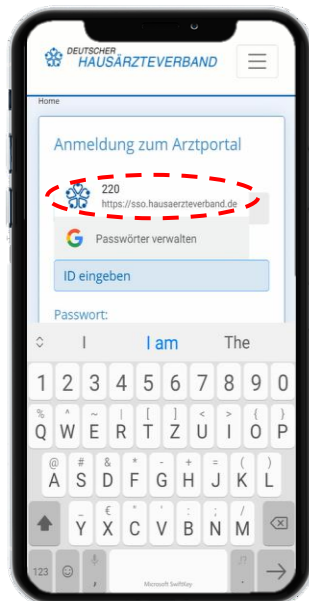 DEUTSCHER
HAUSÄRZTEVERBAND
Home
Anmeldung zum Arztportal
220
https://sso.hausaerzteverband.de
Passwörter verwalten
ID eingeben
Passwort:
I I am The
1 2 3 4 5 6 7 8 9 0
% ^ ~ | [ ] < > { }
Q W E R T Z U I O P
@ # & * - + = ( )
A S D F G H J K L
_ € " ' : ; /
Y X C V B N M
123 , Microsoft SwiftKey . !?